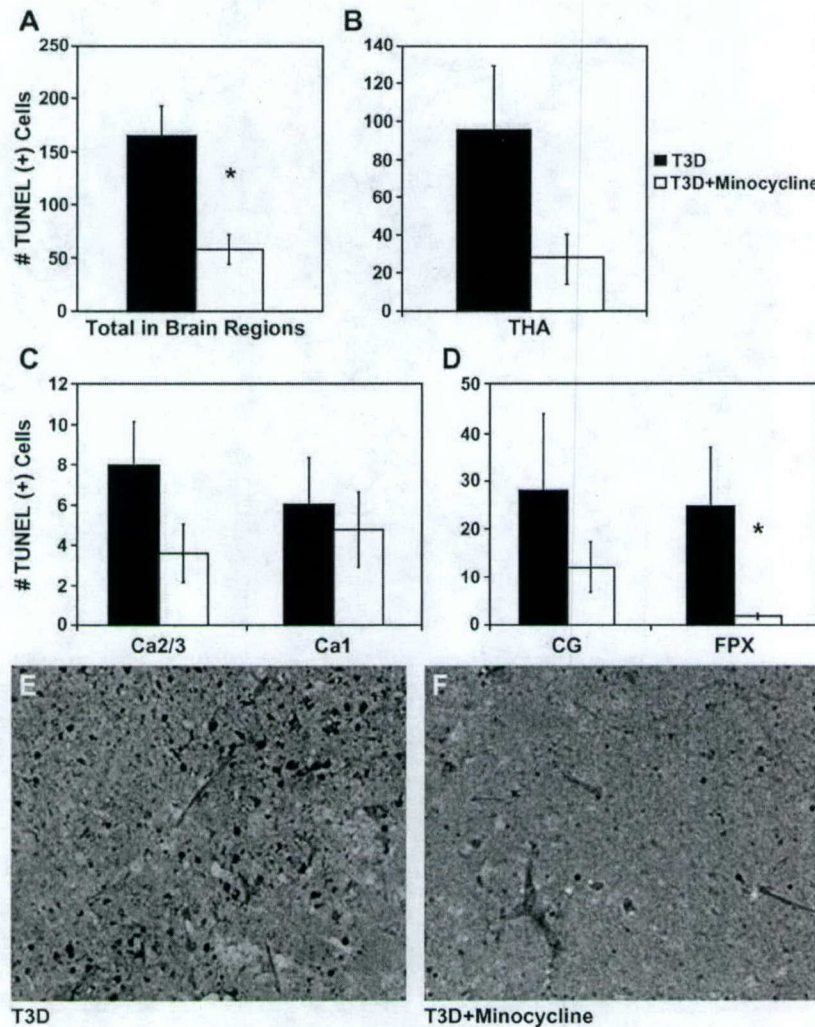 A
B
# TUNEL (+) Cells
250
200
150
100
50
0
*
Total in Brain Regions
140
120
100
80
60
40
20
0
THA
T3D
T3D+Minocycline
C
D
# TUNEL (+) Cells
12
10
8
6
4
2
0
Ca2/3 Ca1
50
40
30
20
10
0
*
CG FPX
E
F
T3D
T3D+Minocycline